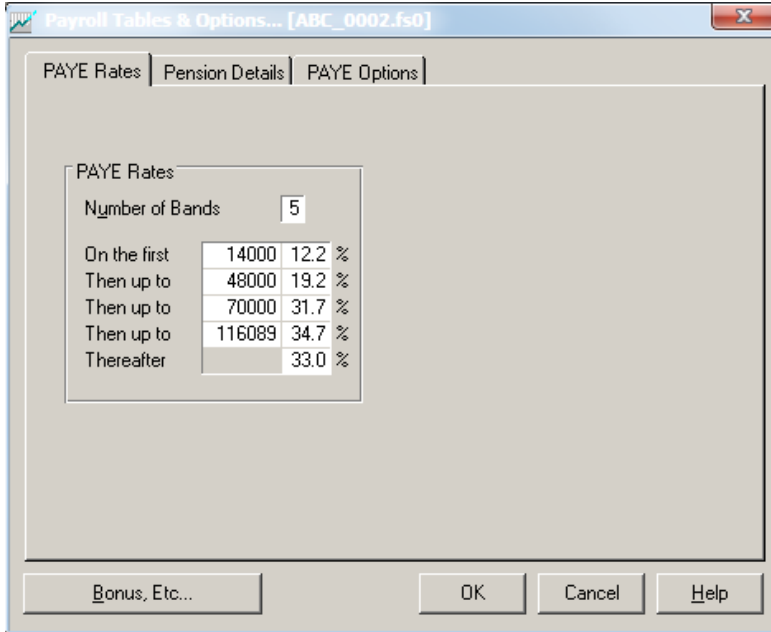 Payroll Tables & Options... [ABC_0002.fs0]
PAYE Rates Pension Details PAYE Options
PAYE Rates
Number of Bands 5
On the first 14000 12.2 %
Then up to 48000 19.2 %
Then up to 70000 31.7 %
Then up to 116089 34.7 %
Thereafter 33.0 %
Bonus, Etc... OK Cancel Help